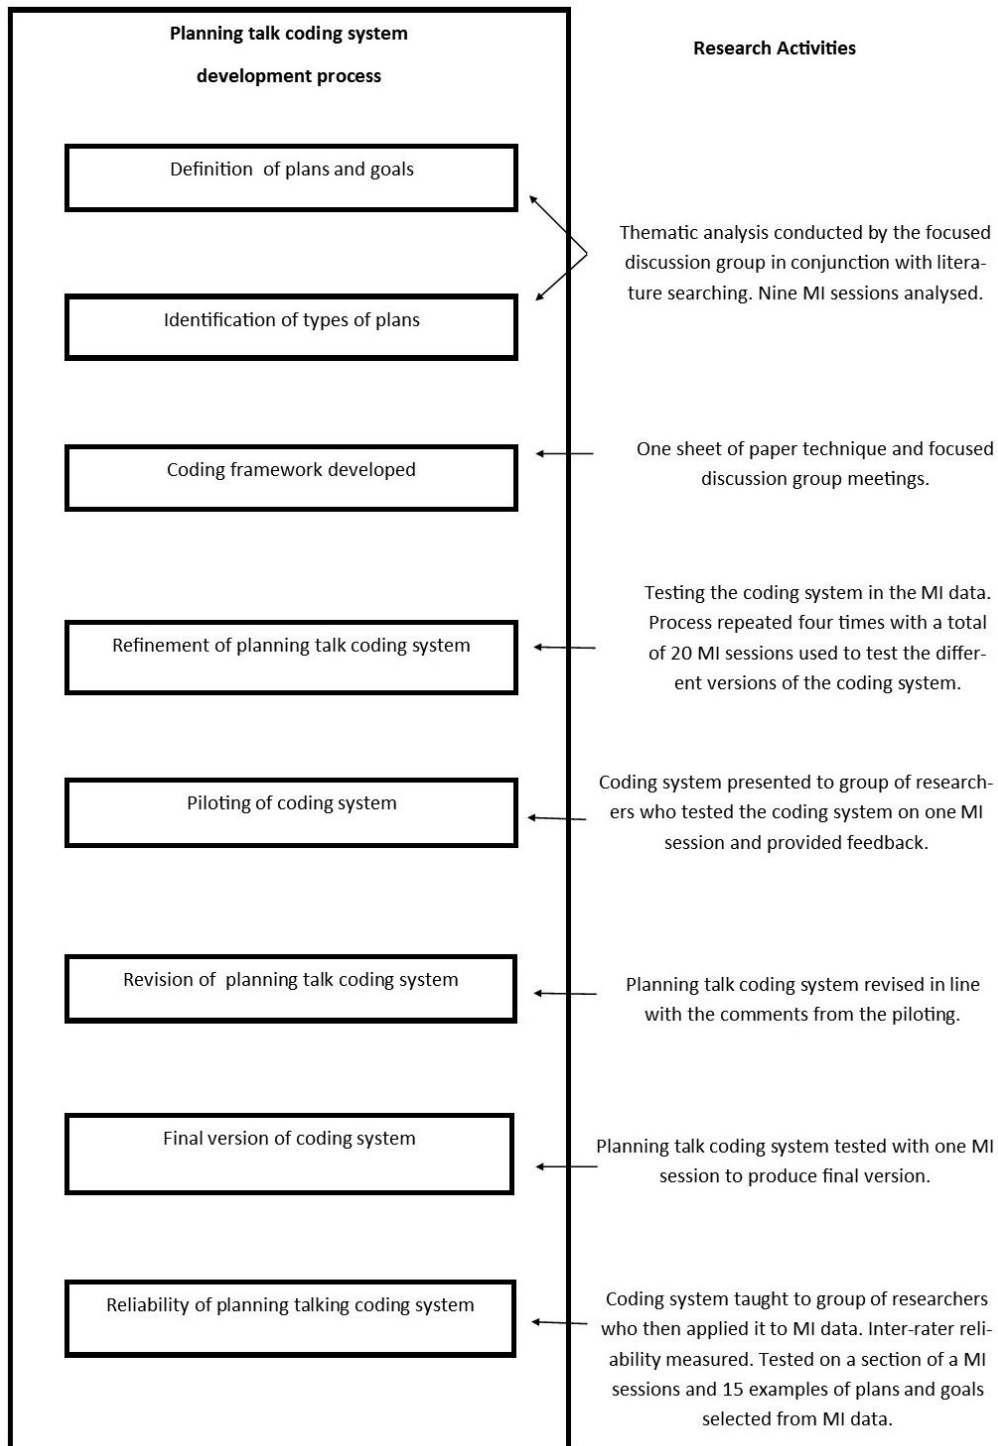 Planning talk coding system
development process
Research Activities
Definition of plans and goals
Thematic analysis conducted by the focused
discussion group in conjunction with litera-
ture searching. Nine MI sessions analysed.
Identification of types of plans
Coding framework developed
One sheet of paper technique and focused
discussion group meetings.
Refinement of planning talk coding system
Testing the coding system in the MI data.
Process repeated four times with a total
of 20 MI sessions used to test the differ-
ent versions of the coding system.
Piloting of coding system
Coding system presented to group of research-
ers who tested the coding system on one MI
session and provided feedback.
Revision of planning talk coding system
Planning talk coding system revised in line
with the comments from the piloting.
Final version of coding system
Planning talk coding system tested with one MI
session to produce final version.
Reliability of planning talking coding system
Coding system taught to group of researchers
who then applied it to MI data. Inter-rater reli-
ability measured. Tested on a section of a MI
sessions and 15 examples of plans and goals
selected from MI data.